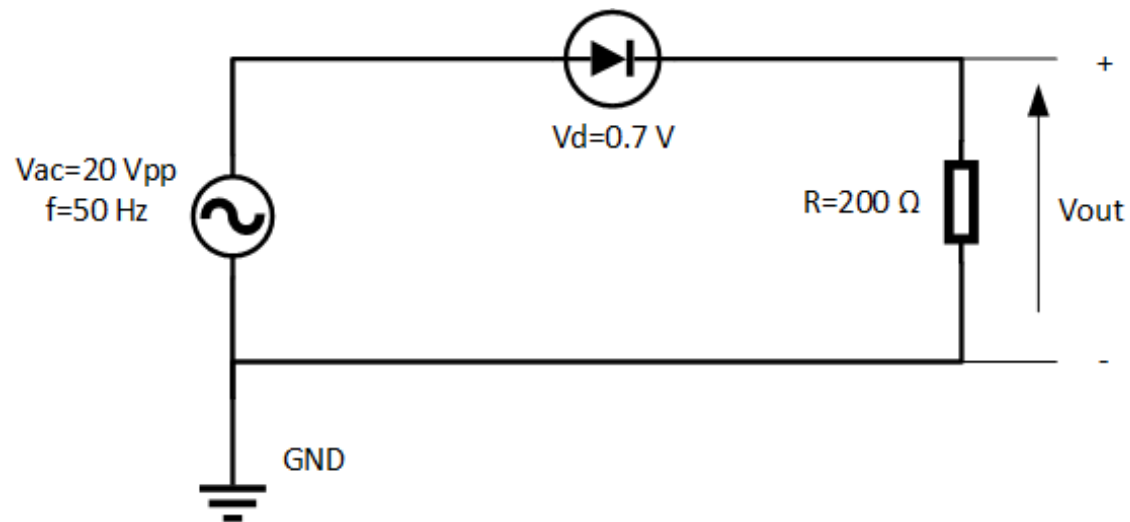 Vac=20 Vpp
f=50 Hz
Vd=0.7 V
R=200 Ω
+
Vout
-
GND